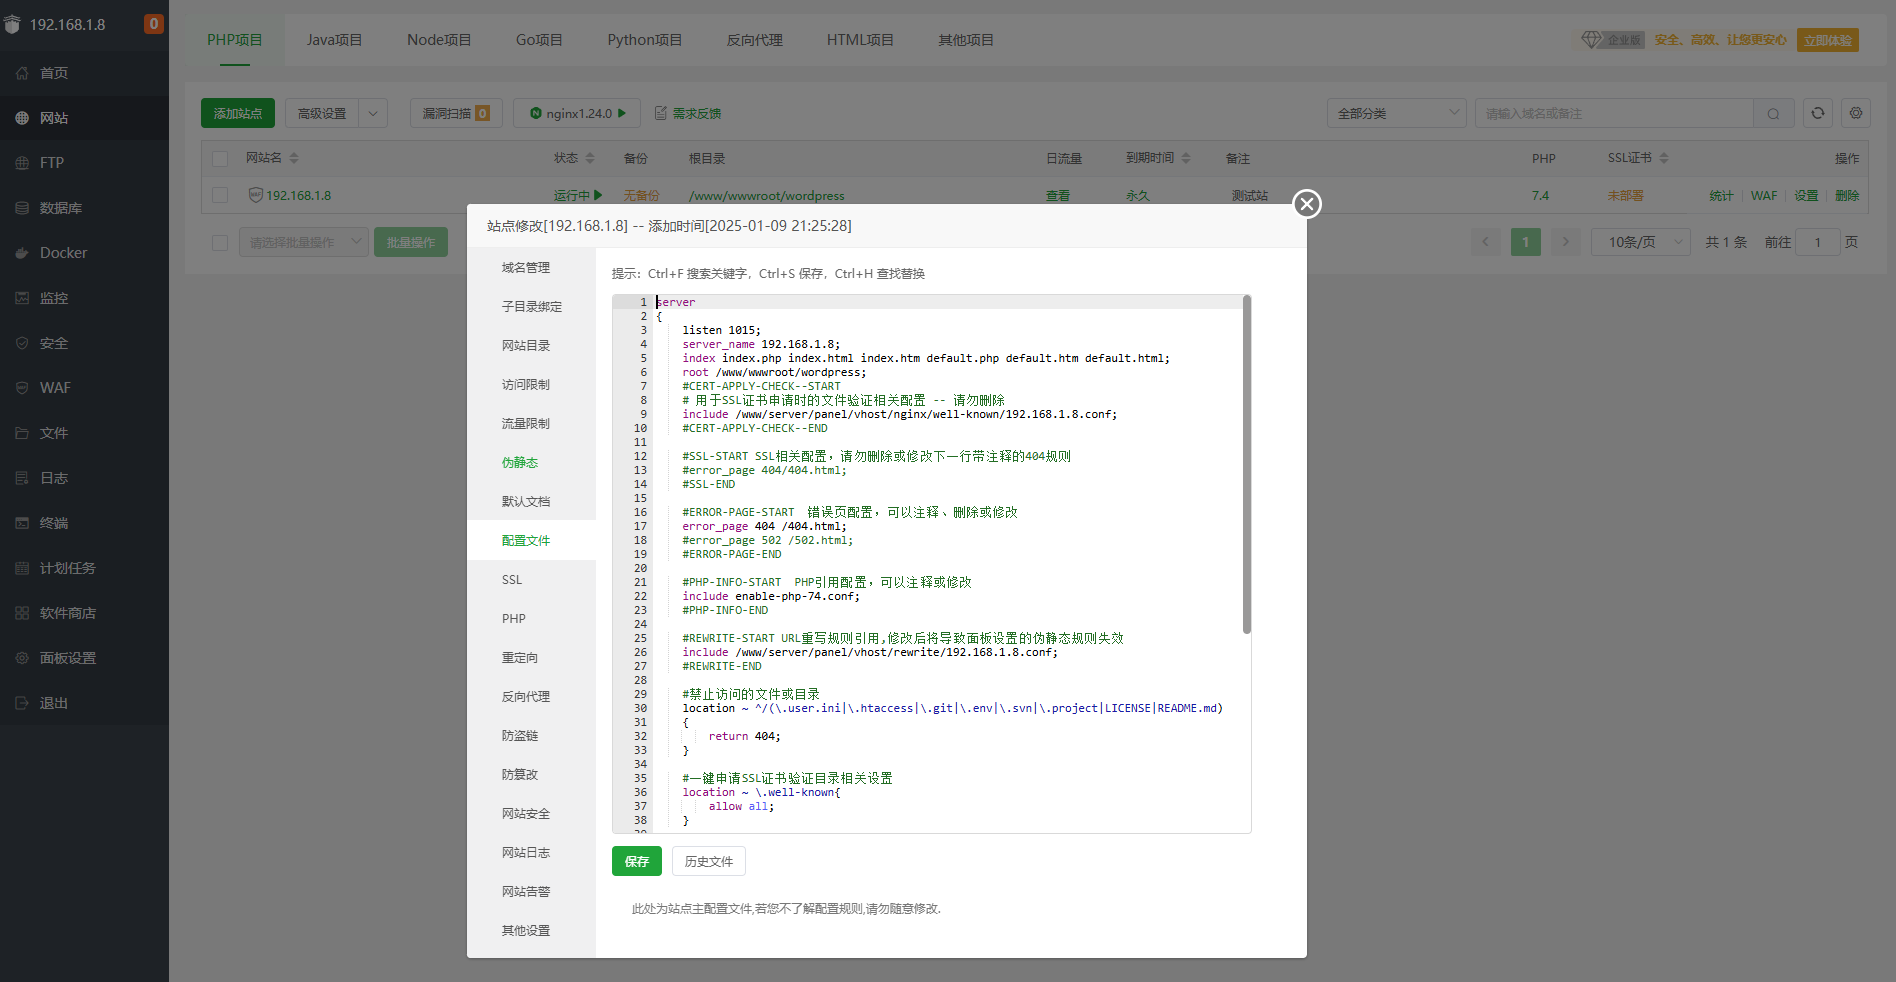 192.168.1.8
0
首页
网站
FTP
数据库
Docker
监控
安全
WAF
文件
日志
终端
计划任务
软件商店
面板设置
退出
PHP项目
Java项目
Node项目
Go项目
Python项目
反向代理
HTML项目
其他项目
企业版
安全、高效、让您更安心
立即体验
添加站点
高级设置
漏洞扫描 0
nginx1.24.0
需求反馈
全部分类
请输入域名或备注
网站名 状态 备份 根目录 日流量 到期时间 备注 PHP SSL证书 操作
192.168.1.8 运行中 无备份 /www/wwwroot/wordpress 查看 永久 测试站 7.4 未部署 统计 WAF 设置 删除
请选择批量操作
批量操作
1
10条/页
共 1 条
前往 1 页
站点修改[192.168.1.8] -- 添加时间[2025-01-09 21:25:28]
域名管理
子目录绑定
网站目录
访问限制
流量限制
伪静态
默认文档
配置文件
SSL
PHP
重定向
反向代理
防盗链
防篡改
网站安全
网站日志
网站告警
其他设置
提示：Ctrl+F 搜索关键字，Ctrl+S 保存，Ctrl+H 查找替换
1 server
2 {
3 listen 1015;
4 server_name 192.168.1.8;
5 index index.php index.html index.htm default.php default.htm default.html;
6 root /www/wwwroot/wordpress;
7 #CERT-APPLY-CHECK--START
8 # 用于SSL证书申请时的文件验证相关配置 -- 请勿删除
9 include /www/server/panel/vhost/nginx/well-known/192.168.1.8.conf;
10 #CERT-APPLY-CHECK--END
11
12 #SSL-START SSL相关配置，请勿删除或修改下一行带注释的404规则
13 #error_page 404/404.html;
14 #SSL-END
15
16 #ERROR-PAGE-START 错误页配置，可以注释、删除或修改
17 error_page 404 /404.html;
18 #error_page 502 /502.html;
19 #ERROR-PAGE-END
20
21 #PHP-INFO-START PHP引用配置，可以注释或修改
22 include enable-php-74.conf;
23 #PHP-INFO-END
24
25 #REWRITE-START URL重写规则引用,修改后将导致面板设置的伪静态规则失效
26 include /www/server/panel/vhost/rewrite/192.168.1.8.conf;
27 #REWRITE-END
28
29 #禁止访问的文件或目录
30 location ~ ^/(\.user.ini|\.htaccess|\.git|\.env|\.svn|\.project|LICENSE|README.md)
31 {
32 return 404;
33 }
34
35 #一键申请SSL证书验证目录相关设置
36 location ~ \.well-known{
37 allow all;
38 }
39
保存
历史文件
此处为站点主配置文件,若您不了解配置规则,请勿随意修改.